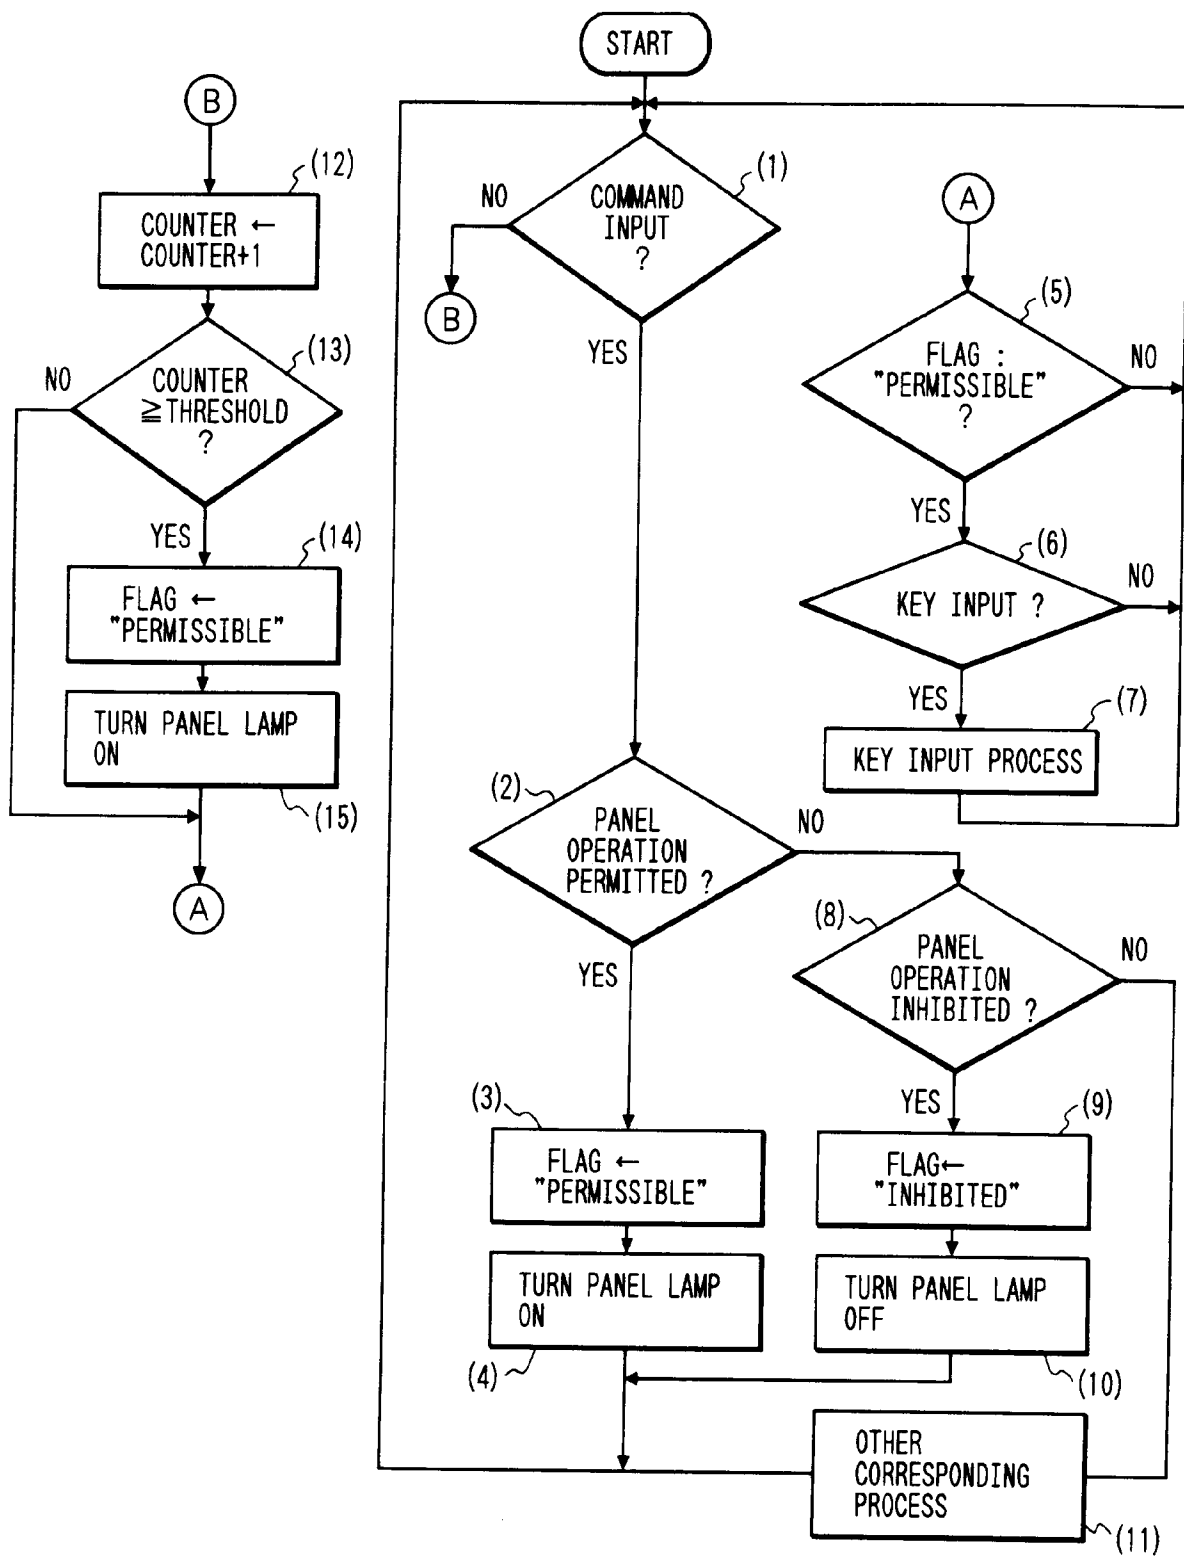 START
B
(12)
COUNTER ←
COUNTER+1
(13)
NO
COUNTER
≧THRESHOLD
?
YES
(14)
FLAG ←
"PERMISSIBLE"
TURN PANEL LAMP
ON
(15)
A
(1)
NO
COMMAND
INPUT
?
B
YES
A
(5)
FLAG :
"PERMISSIBLE"
?
NO
YES
(6)
KEY INPUT ?
NO
YES
(7)
KEY INPUT PROCESS
(2)
PANEL
OPERATION
PERMITTED ?
NO
YES
(8)
PANEL
OPERATION
INHIBITED ?
NO
YES
(3)
FLAG ←
"PERMISSIBLE"
TURN PANEL LAMP
ON
(4)
(9)
FLAG←
"INHIBITED"
TURN PANEL LAMP
OFF
(10)
OTHER
CORRESPONDING
PROCESS
(11)